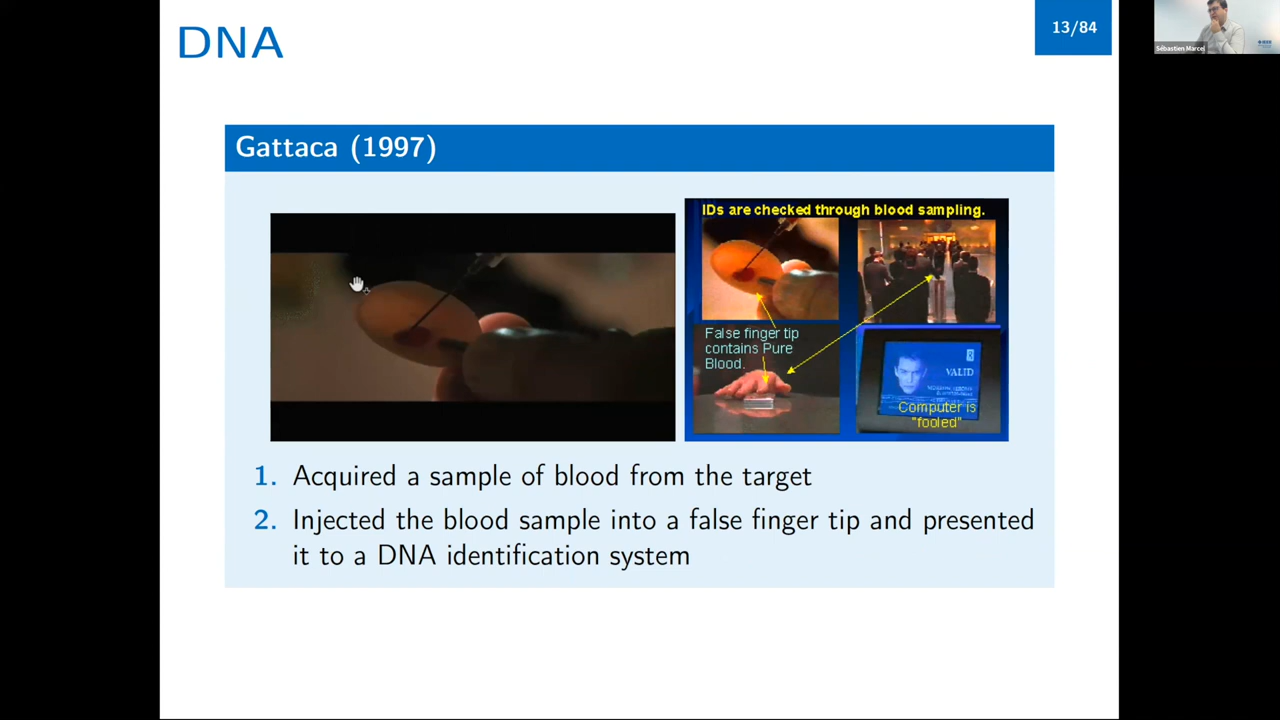 DNA
13/84
Sébastien Marcel
Gattaca (1997)
IDs are checked through blood sampling.
False finger tip
contains Pure
Blood.
VALID
Computer is
"fooled"
1. Acquired a sample of blood from the target
2. Injected the blood sample into a false finger tip and presented
it to a DNA identification system